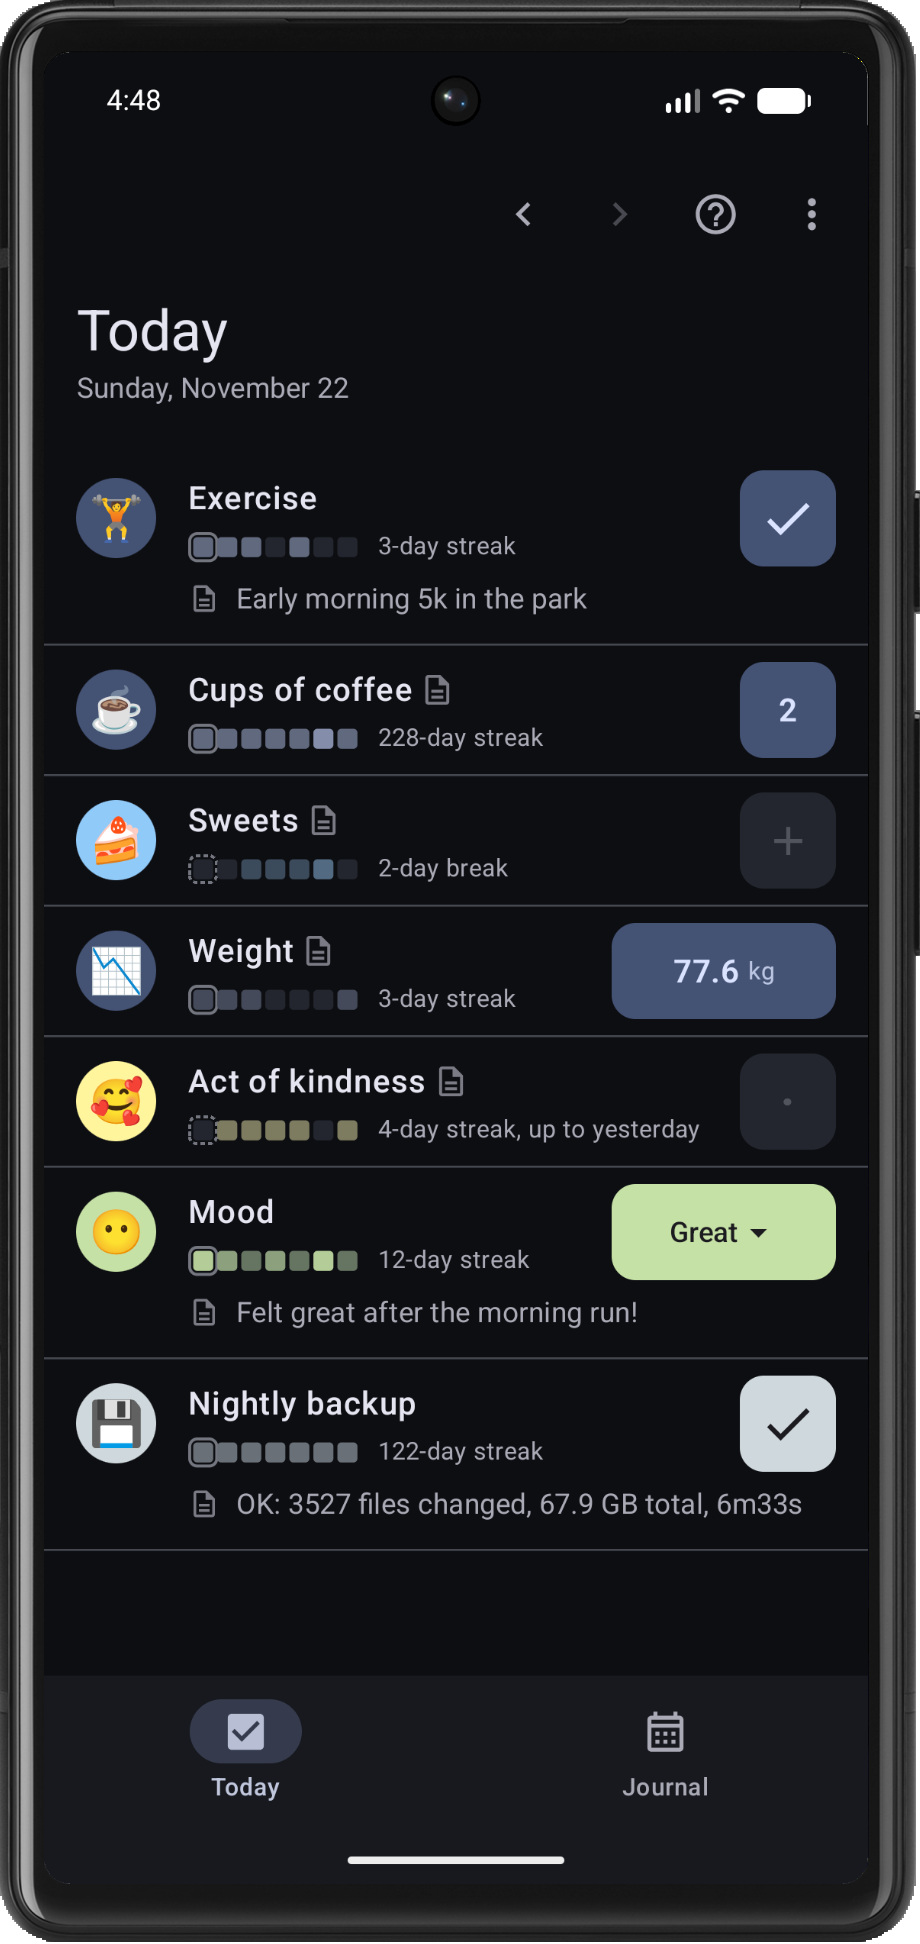 4:48
Today
Sunday, November 22
Exercise
3-day streak
Early morning 5k in the park
Cups of coffee
228-day streak
2
Sweets
2-day break
+
Weight
3-day streak
77.6 kg
Act of kindness
4-day streak, up to yesterday
Mood
12-day streak
Great
Felt great after the morning run!
Nightly backup
122-day streak
OK: 3527 files changed, 67.9 GB total, 6m33s
Today
Journal